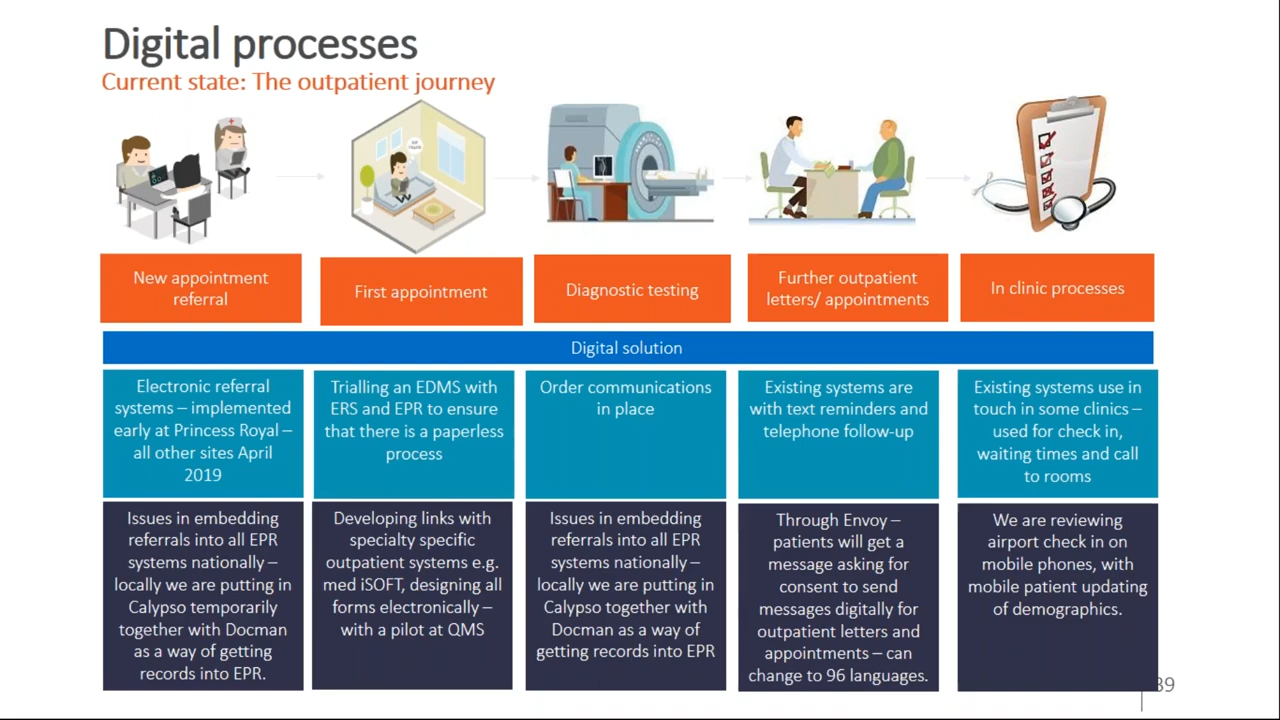 Digital processes
Current state: The outpatient journey
New appointment
referral
First appointment
Diagnostic testing
Further outpatient
letters/ appointments
In clinic processes
Digital solution
Electronic referral
systems – implemented
early at Princess Royal –
all other sites April
2019
Trialling an EDMS with
ERS and EPR to ensure
that there is a paperless
process
Order communications
in place
Existing systems are
with text reminders and
telephone follow-up
Existing systems use in
touch in some clinics –
used for check in,
waiting times and call
to rooms
Issues in embedding
referrals into all EPR
systems nationally –
locally we are putting in
Calypso temporarily
together with Docman
as a way of getting
records into EPR.
Developing links with
specialty specific
outpatient systems e.g.
med iSOFT, designing all
forms electronically –
with a pilot at QMS
Issues in embedding
referrals into all EPR
systems nationally –
locally we are putting in
Calypso together with
Docman as a way of
getting records into EPR
Through Envoy –
patients will get a
message asking for
consent to send
messages digitally for
outpatient letters and
appointments – can
change to 96 languages.
We are reviewing
airport check in on
mobile phones, with
mobile patient updating
of demographics.
39